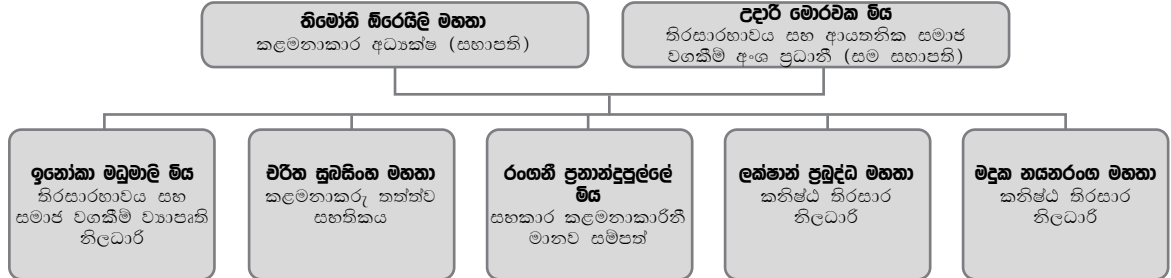 තිමෝති ඕරෙයිලි මහතා
කළමනාකාර අධ්‍යක්ෂ (සභාපති)
උදාරි මොරවක මිය
තිරසාරභාවය සහ ආයතනික සමාජ
වගකීම් අංශ ප්‍රධානී (සම සභාපති)
ඉනෝකා මධුමාලි මිය
තිරසාරභාවය සහ
සමාජ වගකීම් ව්‍යාපෘති
නිලධාරි
චරිත සුබසිංහ මහතා
කළමනාකරු තත්ත්ව
සහතිකය
රංගනී ප්‍රනාන්දුපුල්ලේ
මිය
සහකාර කළමනාකාරිනී
මානව සම්පත්
ලක්ෂාන් ප්‍රබුද්ධ මහතා
කනිෂ්ඨ තිරසාර
නිලධාරි
මදුක නයනරංග මහතා
කනිෂ්ඨ තිරසාර
නිලධාරි